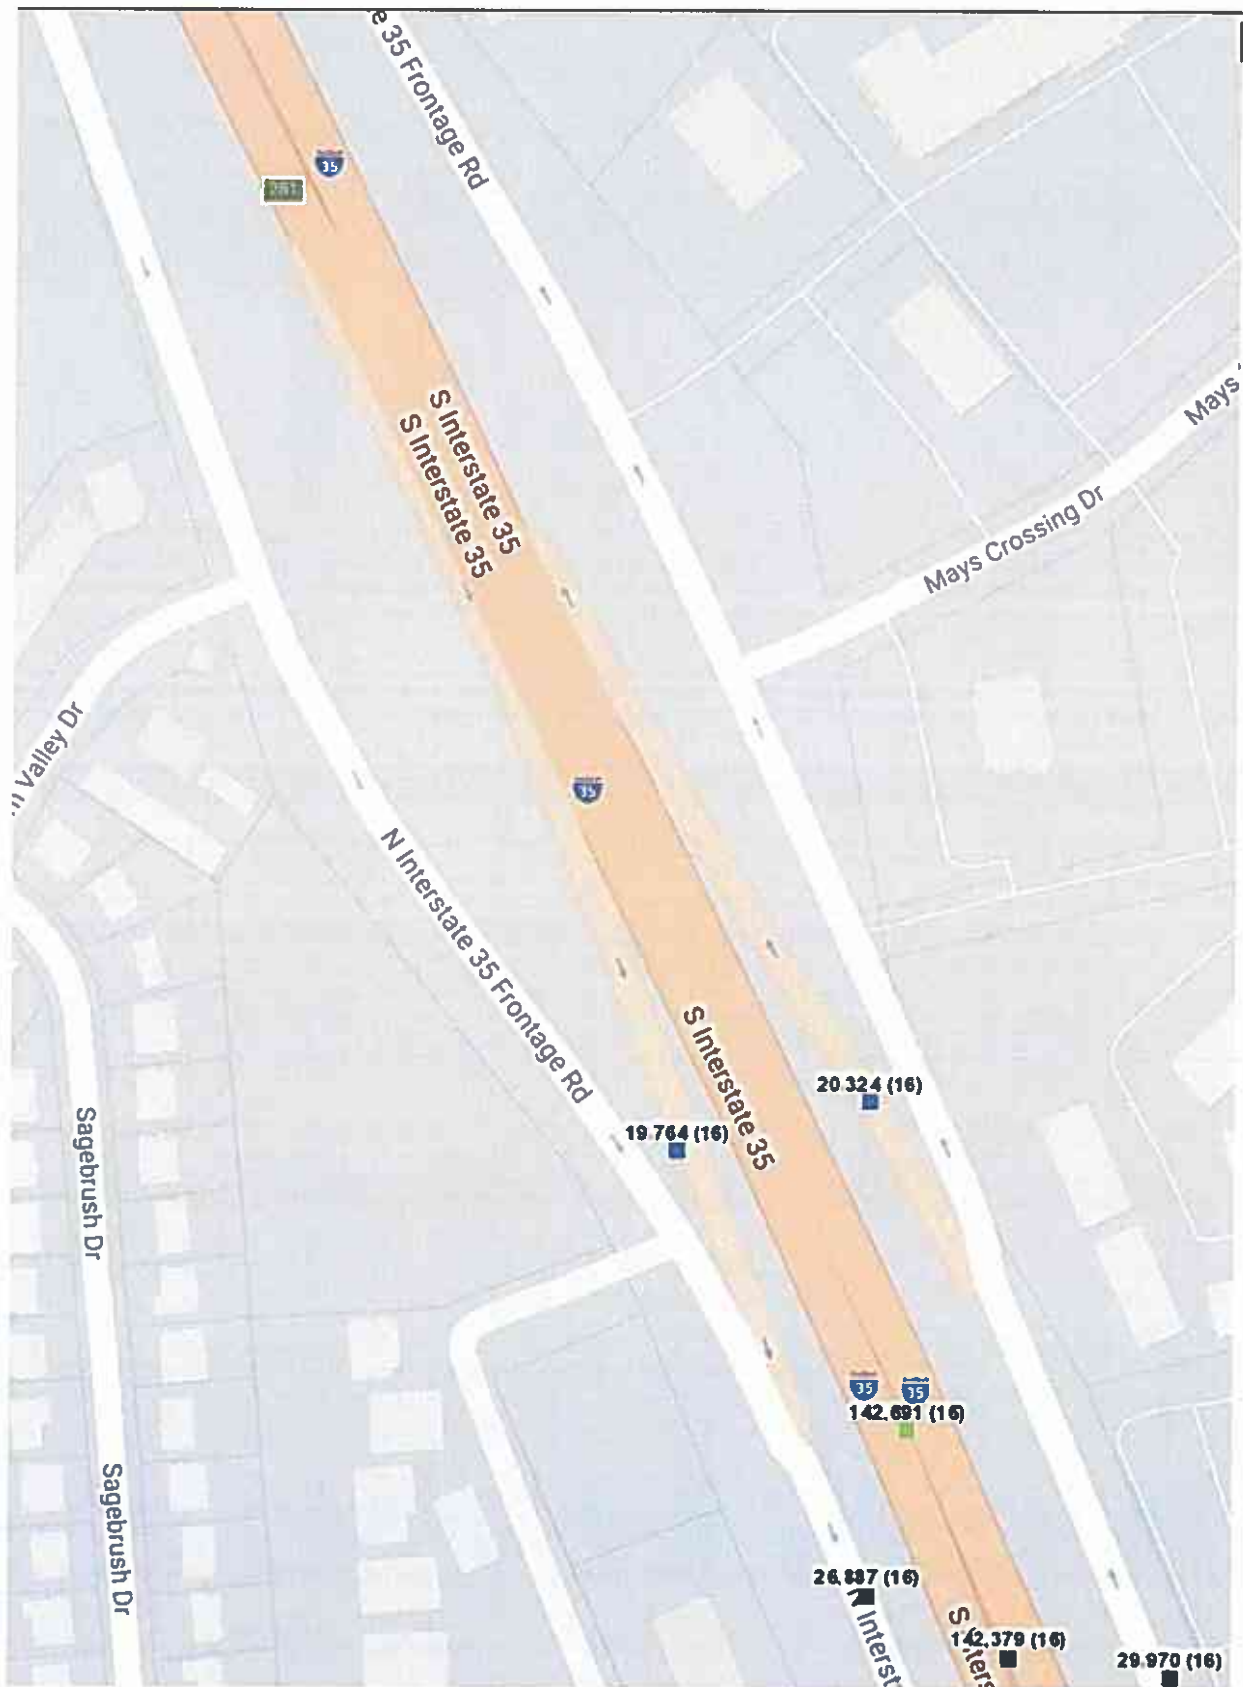 e 35 Frontage Rd
35
S Interstate 35
S Interstate 35
Mays
Mays Crossing Dr
Valley Dr
35
N Interstate 35 Frontage Rd
S Interstate 35
20 324 (16)
19 764 (16)
Sagebrush Dr
35
35
142,691 (16)
Sagebrush Dr
26,887 (16)
Interst
S
142,379 (16)
29 970 (16)